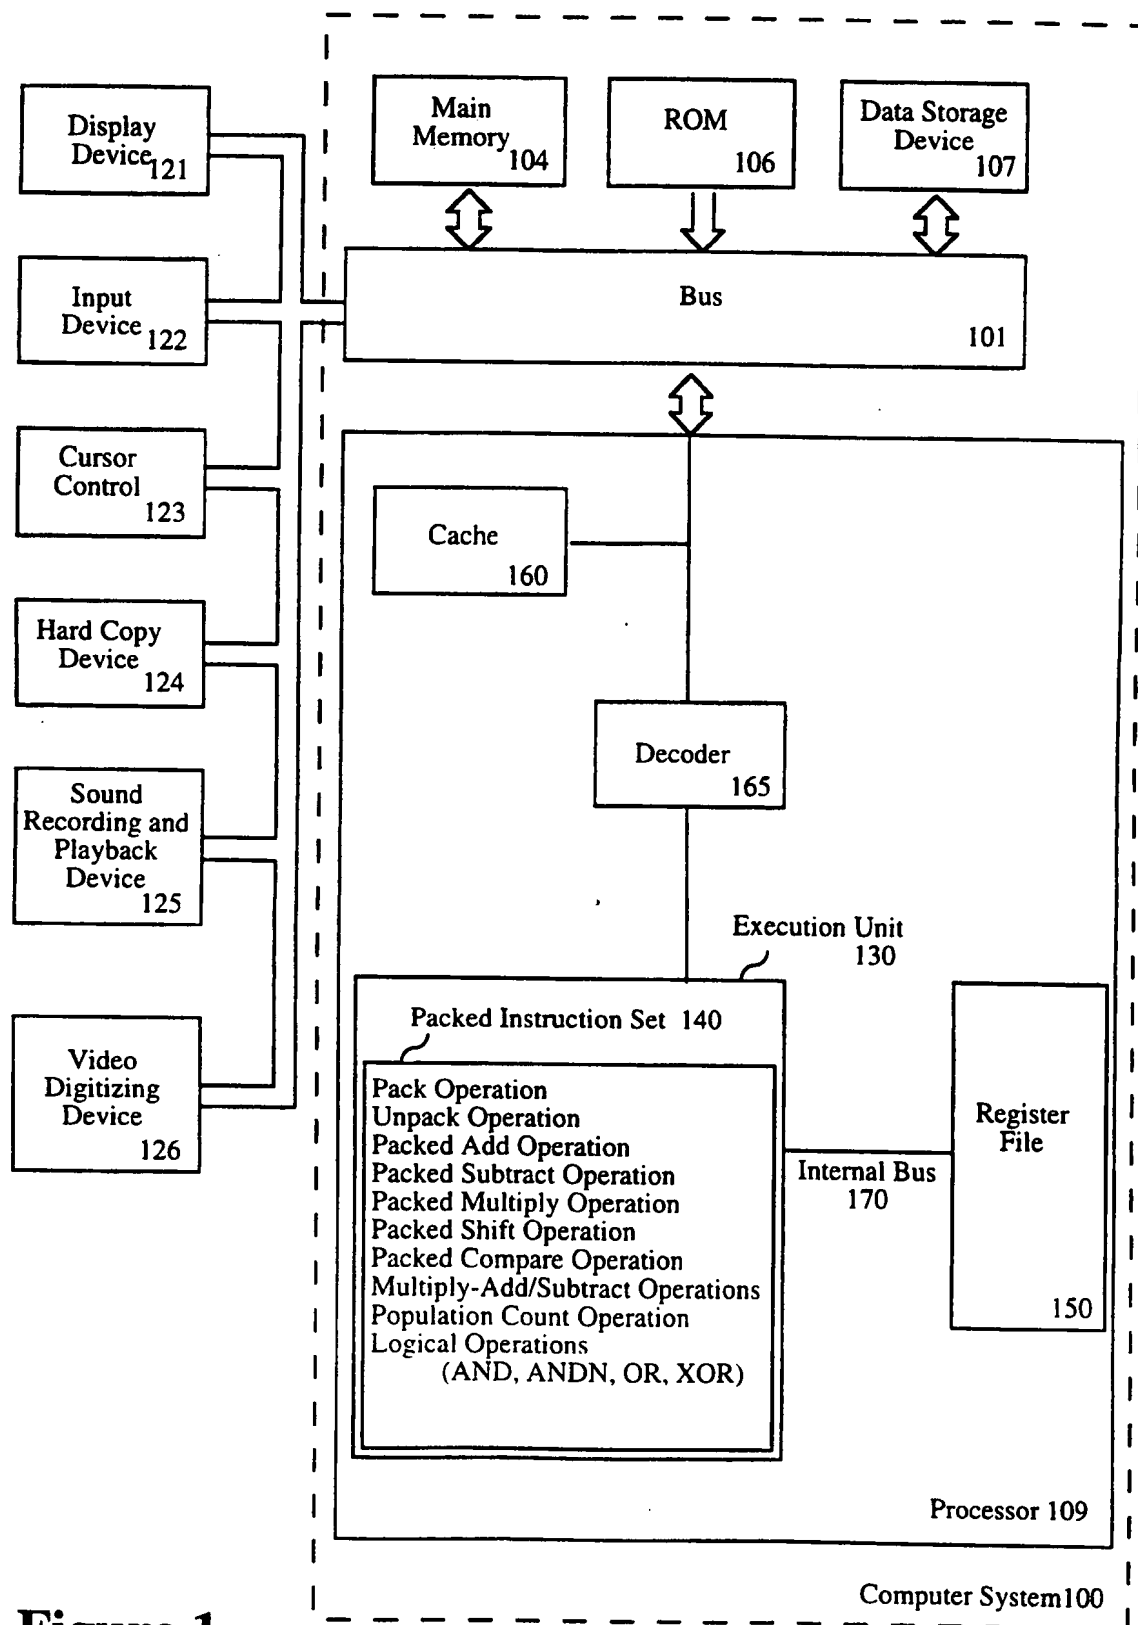 Display
Device
121
Input
Device
122
Cursor
Control
123
Hard Copy
Device
124
Sound
Recording and
Playback
Device
125
Video
Digitizing
Device
126
Main
Memory
104
ROM
106
Data Storage
Device
107
Bus
101
Cache
160
Decoder
165
Execution Unit
130
Packed Instruction Set 140
Pack Operation
Unpack Operation
Packed Add Operation
Packed Subtract Operation
Packed Multiply Operation
Packed Shift Operation
Packed Compare Operation
Multiply-Add/Subtract Operations
Population Count Operation
Logical Operations
(AND, ANDN, OR, XOR)
Internal Bus
170
Register
File
150
Processor 109
Computer System100
Figure 1